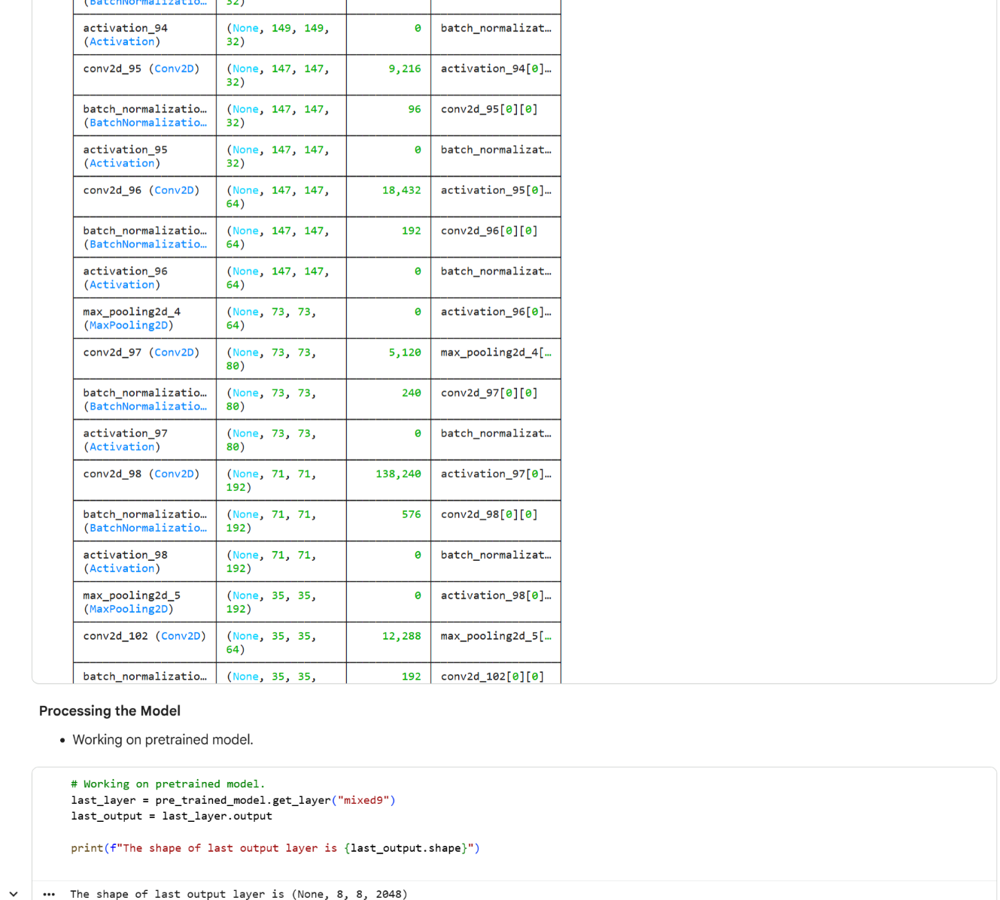 (BatchNormalizatio… 32)
activation_94 (None, 149, 149, 0 batch_normalizat…
(Activation) 32)
conv2d_95 (Conv2D) (None, 147, 147, 9,216 activation_94[0]…
32)
batch_normalizatio… (None, 147, 147, 96 conv2d_95[0][0]
(BatchNormalizatio… 32)
activation_95 (None, 147, 147, 0 batch_normalizat…
(Activation) 32)
conv2d_96 (Conv2D) (None, 147, 147, 18,432 activation_95[0]…
64)
batch_normalizatio… (None, 147, 147, 192 conv2d_96[0][0]
(BatchNormalizatio… 64)
activation_96 (None, 147, 147, 0 batch_normalizat…
(Activation) 64)
max_pooling2d_4 (None, 73, 73, 0 activation_96[0]…
(MaxPooling2D) 64)
conv2d_97 (Conv2D) (None, 73, 73, 5,120 max_pooling2d_4[…
80)
batch_normalizatio… (None, 73, 73, 240 conv2d_97[0][0]
(BatchNormalizatio… 80)
activation_97 (None, 73, 73, 0 batch_normalizat…
(Activation) 80)
conv2d_98 (Conv2D) (None, 71, 71, 138,240 activation_97[0]…
192)
batch_normalizatio… (None, 71, 71, 576 conv2d_98[0][0]
(BatchNormalizatio… 192)
activation_98 (None, 71, 71, 0 batch_normalizat…
(Activation) 192)
max_pooling2d_5 (None, 35, 35, 0 activation_98[0]…
(MaxPooling2D) 192)
conv2d_102 (Conv2D) (None, 35, 35, 12,288 max_pooling2d_5[…
64)
batch_normalizatio… (None, 35, 35, 192 conv2d_102[0][0]
Processing the Model
• Working on pretrained model.
# Working on pretrained model.
last_layer = pre_trained_model.get_layer("mixed9")
last_output = last_layer.output
print(f"The shape of last output layer is {last_output.shape}")
The shape of last output layer is (None, 8, 8, 2048)